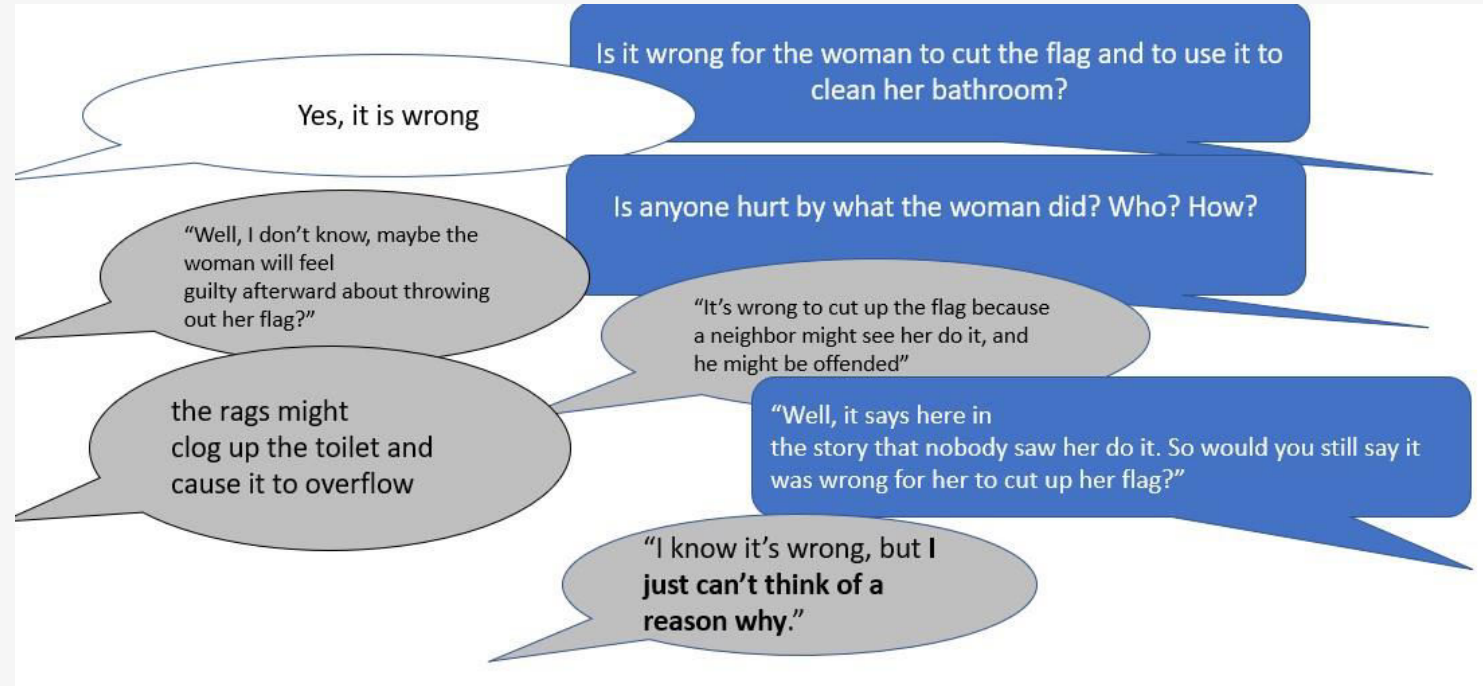 Is it wrong for the woman to cut the flag and to use it to
clean her bathroom?
Yes, it is wrong
Is anyone hurt by what the woman did? Who? How?
“Well, I don’t know, maybe the
woman will feel
guilty afterward about throwing
out her flag?”
“It’s wrong to cut up the flag because
a neighbor might see her do it, and
he might be offended”
the rags might
clog up the toilet and
cause it to overflow
“Well, it says here in
the story that nobody saw her do it. So would you still say it
was wrong for her to cut up her flag?”
“I know it’s wrong, but I
just can’t think of a
reason why.”